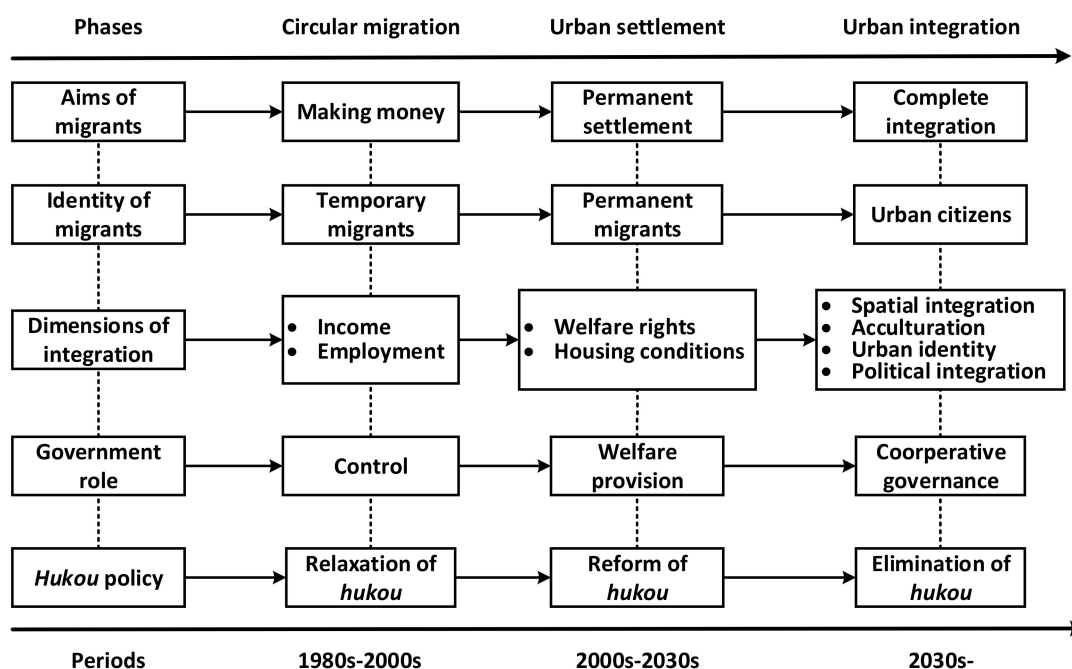 Phases
Circular migration
Urban settlement
Urban integration
Aims of
migrants
Making money
Permanent
settlement
Complete
integration
Identity of
migrants
Temporary
migrants
Permanent
migrants
Urban citizens
Dimensions of
integration
• Income
• Employment
• Welfare rights
• Housing conditions
• Spatial integration
• Acculturation
• Urban identity
• Political integration
Government
role
Control
Welfare
provision
Coorperative
governance
Hukou policy
Relaxation of
hukou
Reform of
hukou
Elimination of
hukou
Periods
1980s-2000s
2000s-2030s
2030s-